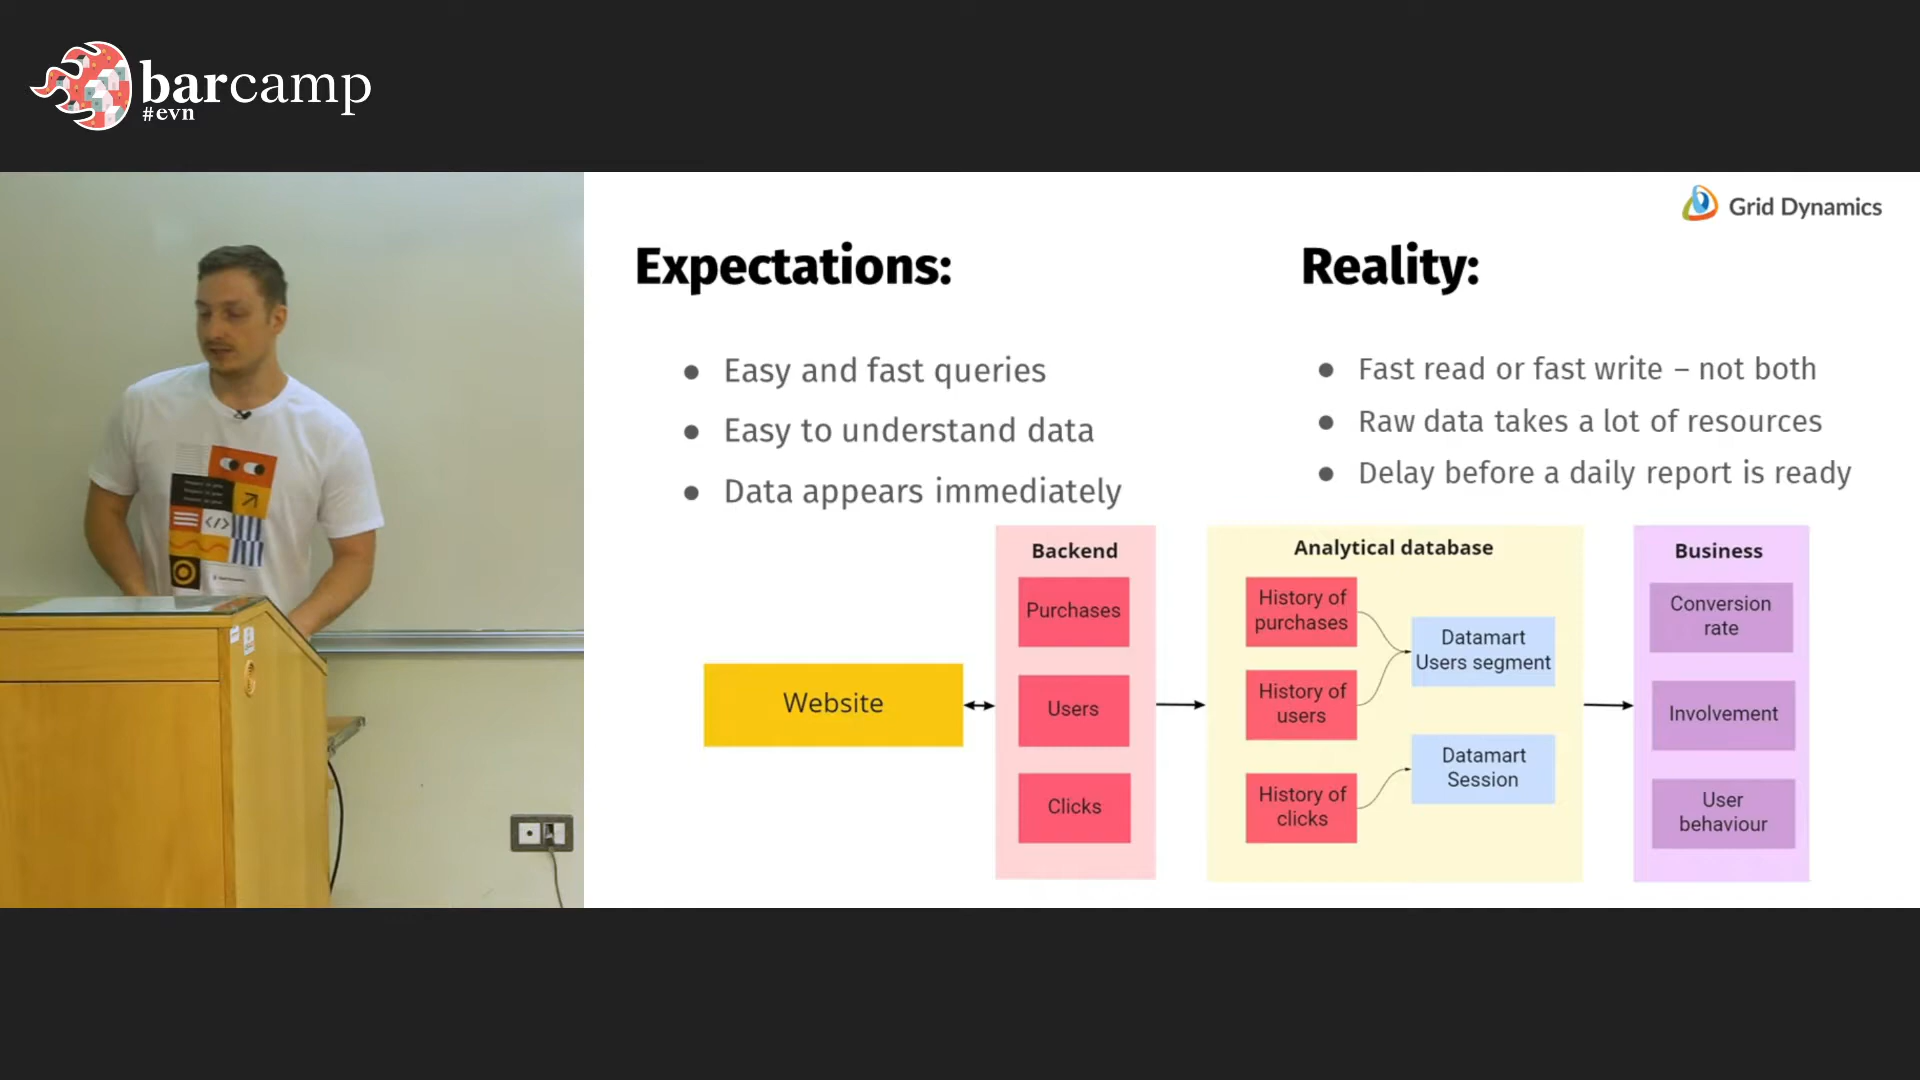 barcamp
#evn
Grid Dynamics
Expectations:
● Easy and fast queries
● Easy to understand data
● Data appears immediately
Reality:
● Fast read or fast write – not both
● Raw data takes a lot of resources
● Delay before a daily report is ready
Website
Backend
Purchases
Users
Clicks
Analytical database
History of
purchases
History of
users
History of
clicks
Datamart
Users segment
Datamart
Session
Business
Conversion
rate
Involvement
User
behaviour